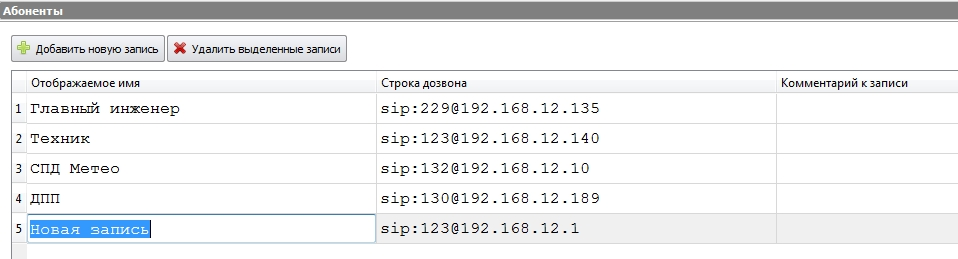 Абоненты
Добавить новую запись Удалить выделенные записи
Отображаемое имя Строка дозвона Комментарий к записи
1 Главный инженер sip:229@192.168.12.135
2 Техник sip:123@192.168.12.140
3 СПД Метео sip:132@192.168.12.10
4 ДПП sip:130@192.168.12.189
5 Новая запись sip:123@192.168.12.1